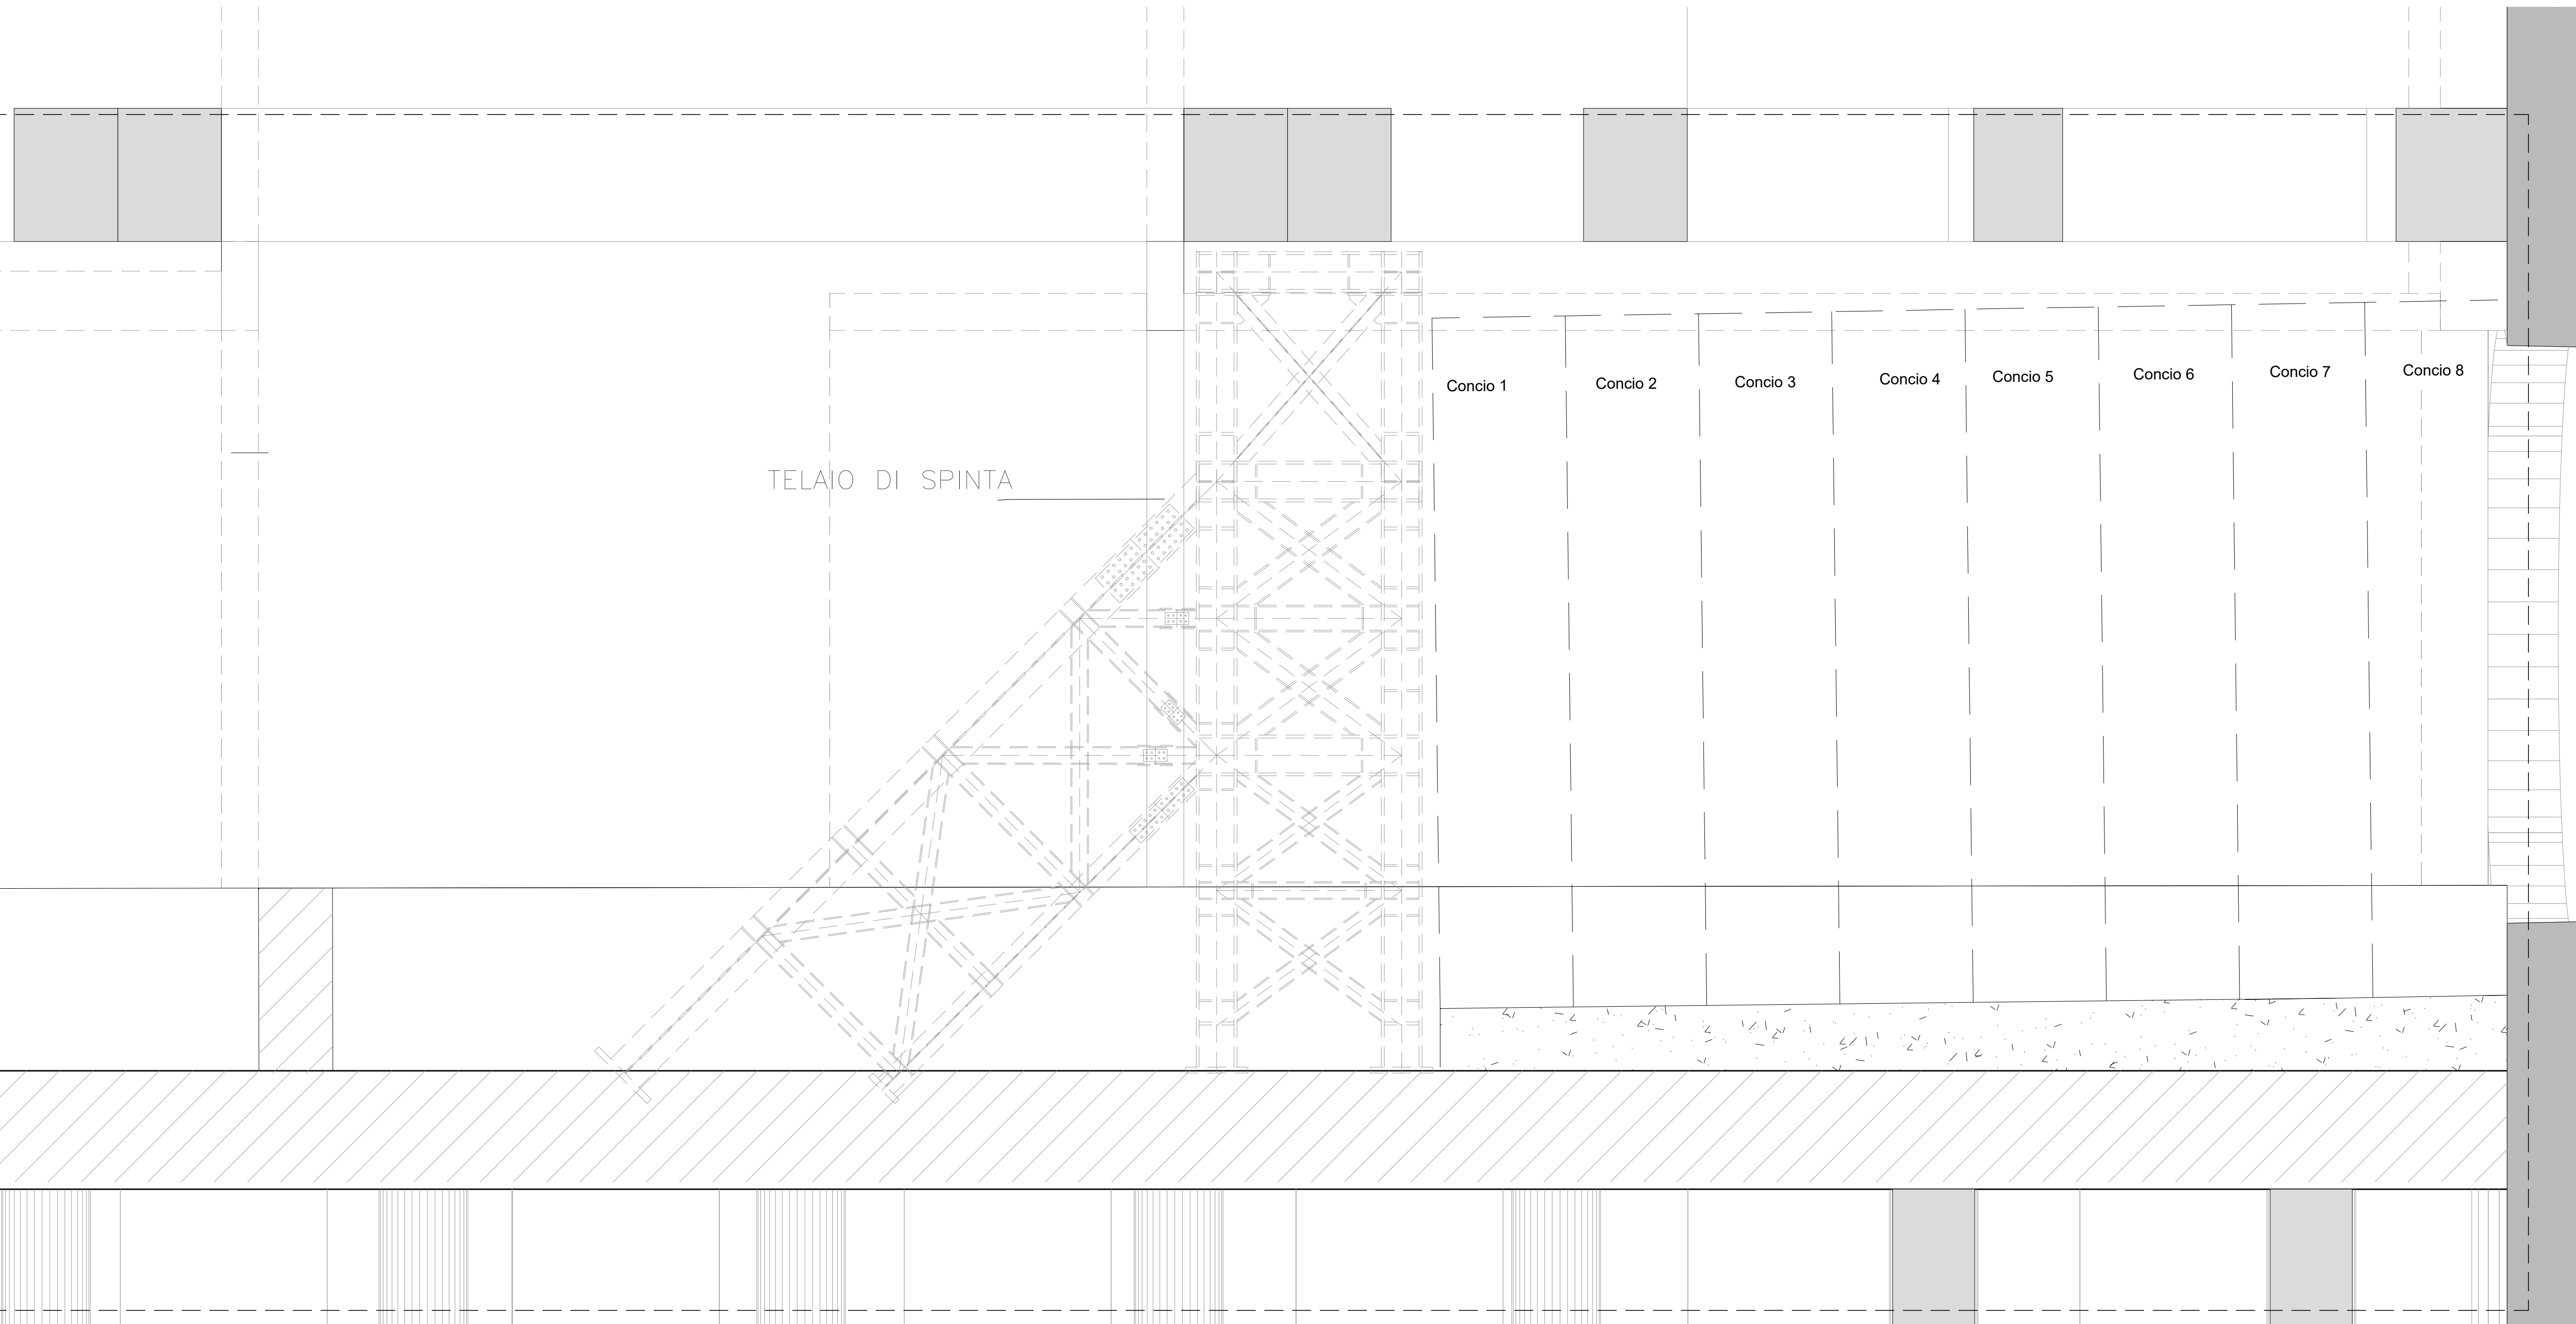 Concio 1
Concio 2
Concio 3
Concio 4
Concio 5
Concio 6
Concio 7
Concio 8
TELAIO DI SPINTA